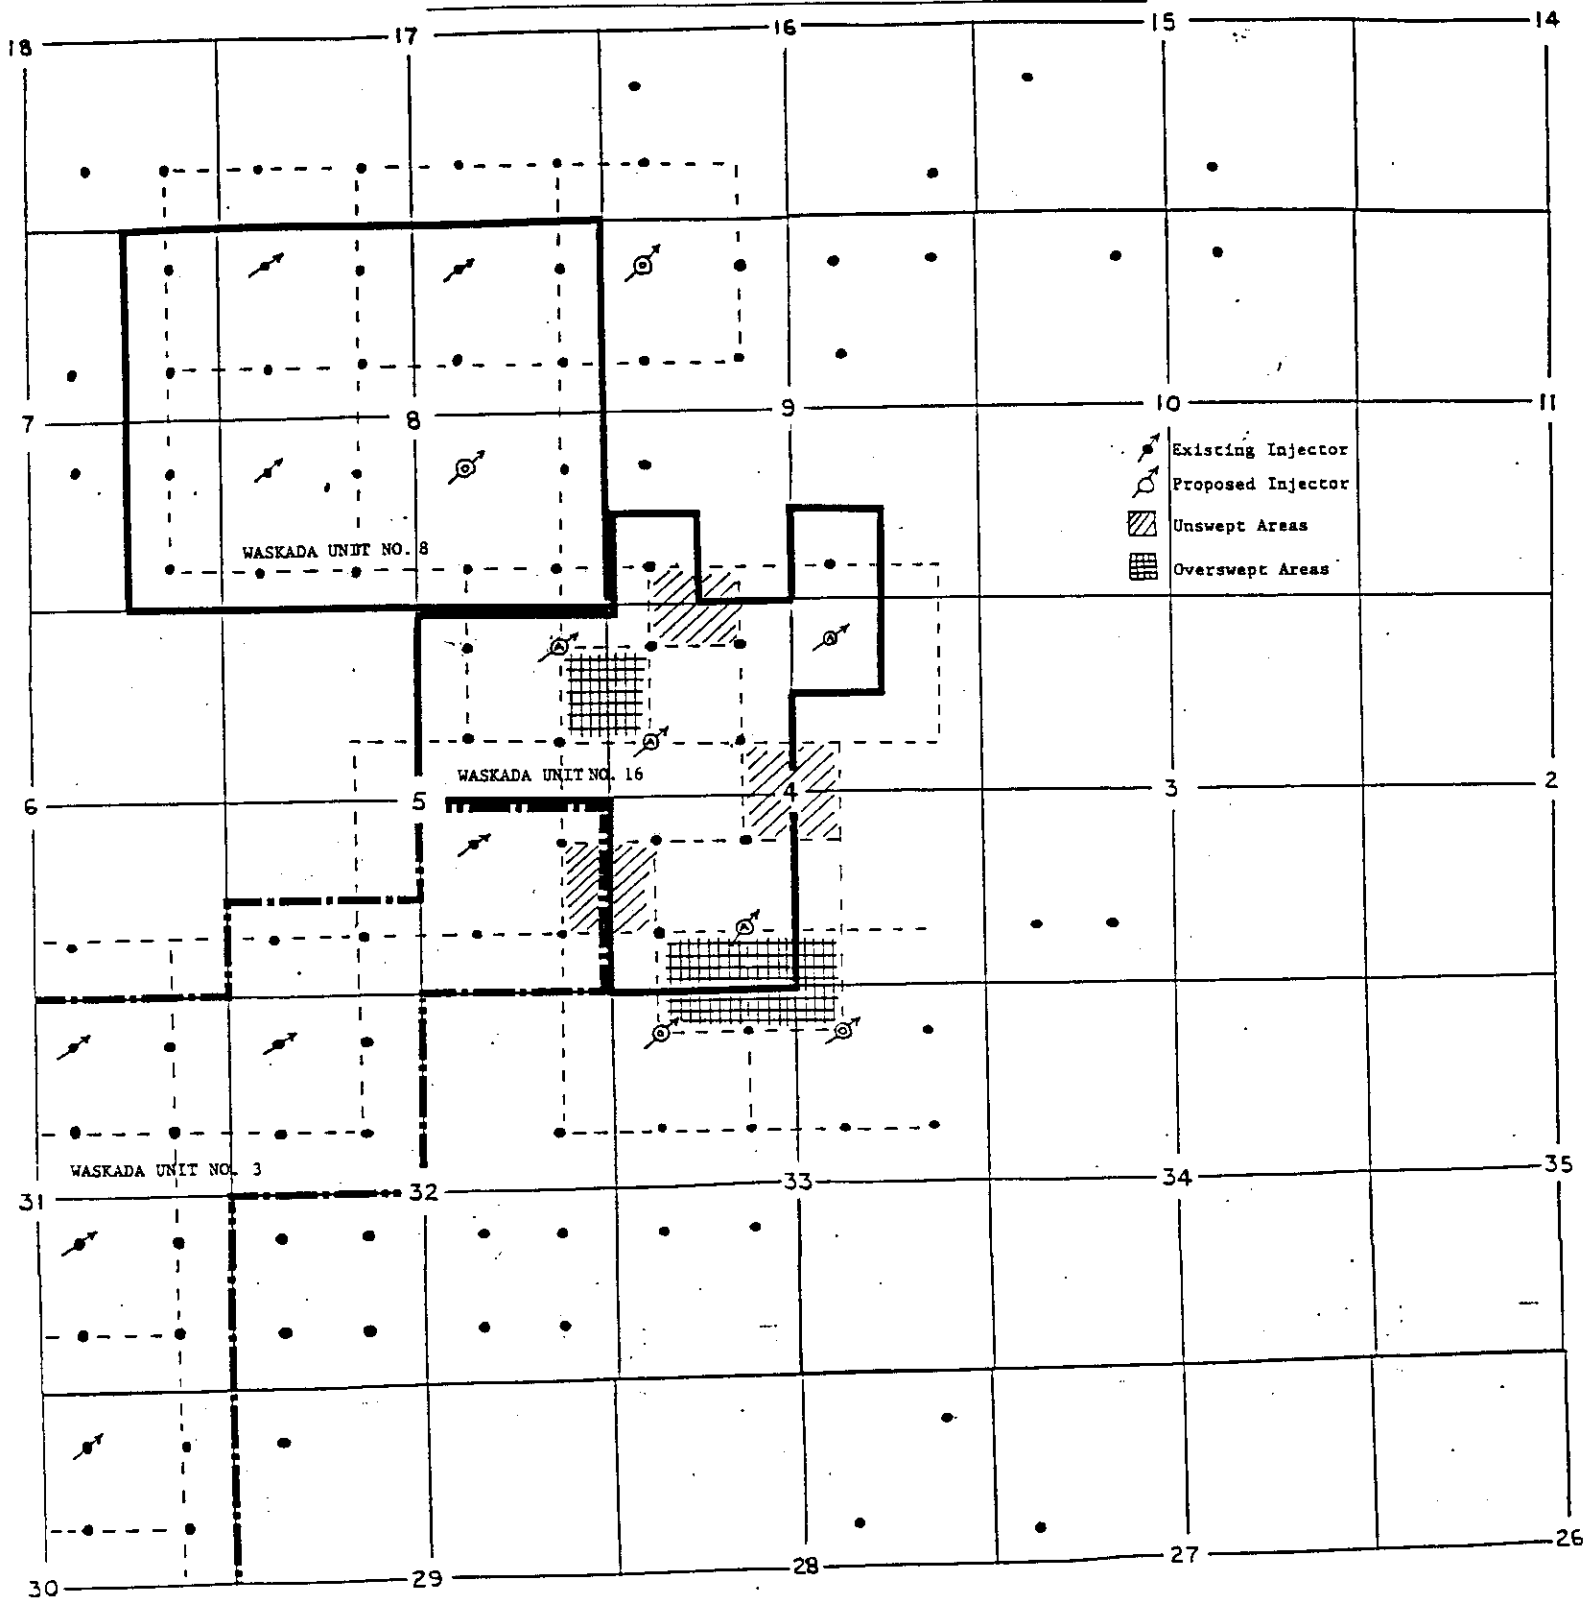 18 17 16 15 14
7 8 9 10 11
Existing Injector
Proposed Injector
Unswept Areas
Overswept Areas
WASKADA UNIT NO. 8
WASKADA UNIT NO. 16
6 5 4 3 2
WASKADA UNIT NO. 3
31 32 33 34 35
30 29 28 27 26